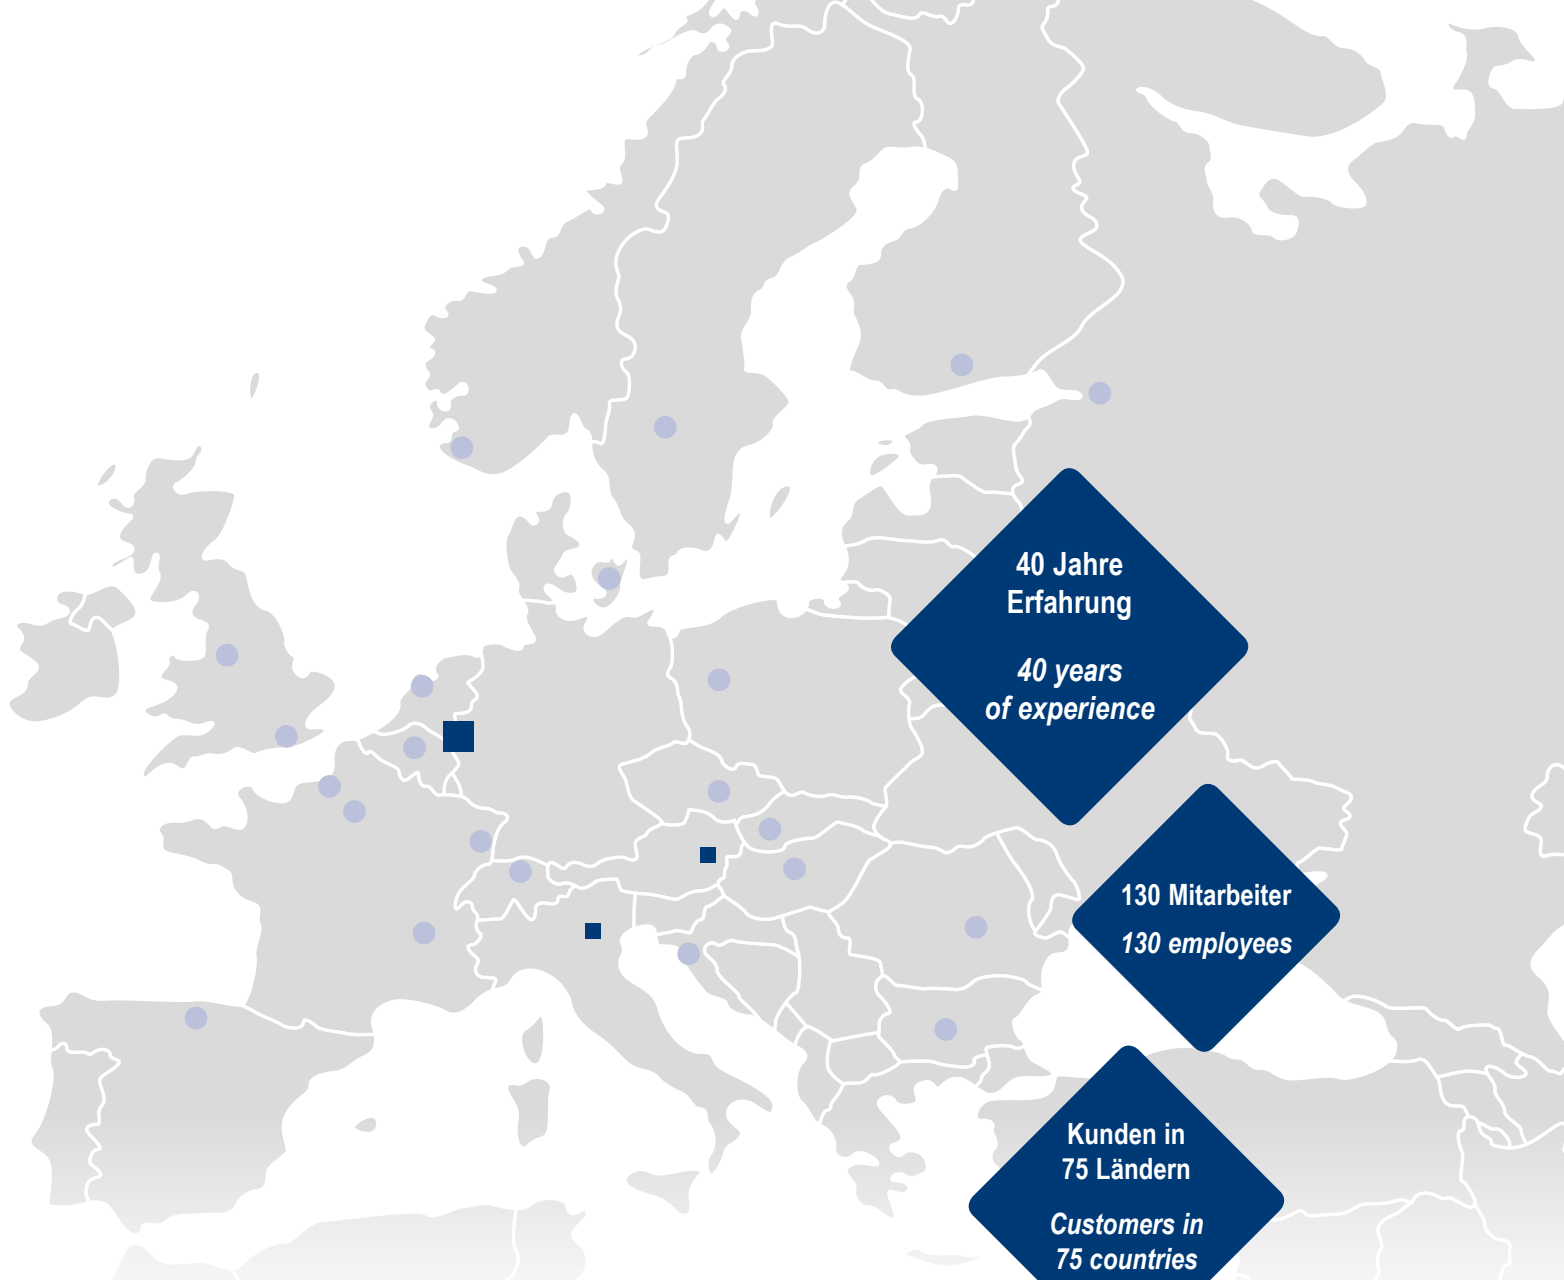 40 Jahre
Erfahrung
40 years
of experience
130 Mitarbeiter
130 employees
Kunden in
75 Ländern
Customers in
75 countries